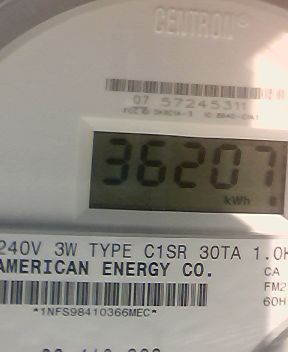 CENTRON®
07 57245311
36207
kWh
240V 3W TYPE C1SR 30TA 1.0K
AMERICAN ENERGY CO.
CA
FM2
60H
*1NFS98410366MEC*